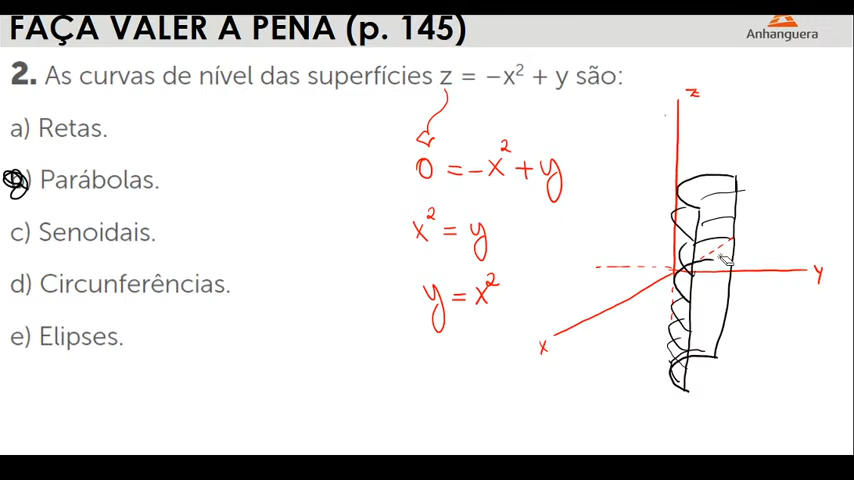 FAÇA VALER A PENA (p. 145)
Anhanguera
2. As curvas de nível das superfícies z = −x² + y são:
a) Retas.
) Parábolas.
c) Senoidais.
d) Circunferências.
e) Elipses.
0 = −x² + y
x² = y
y = x²
z
y
x